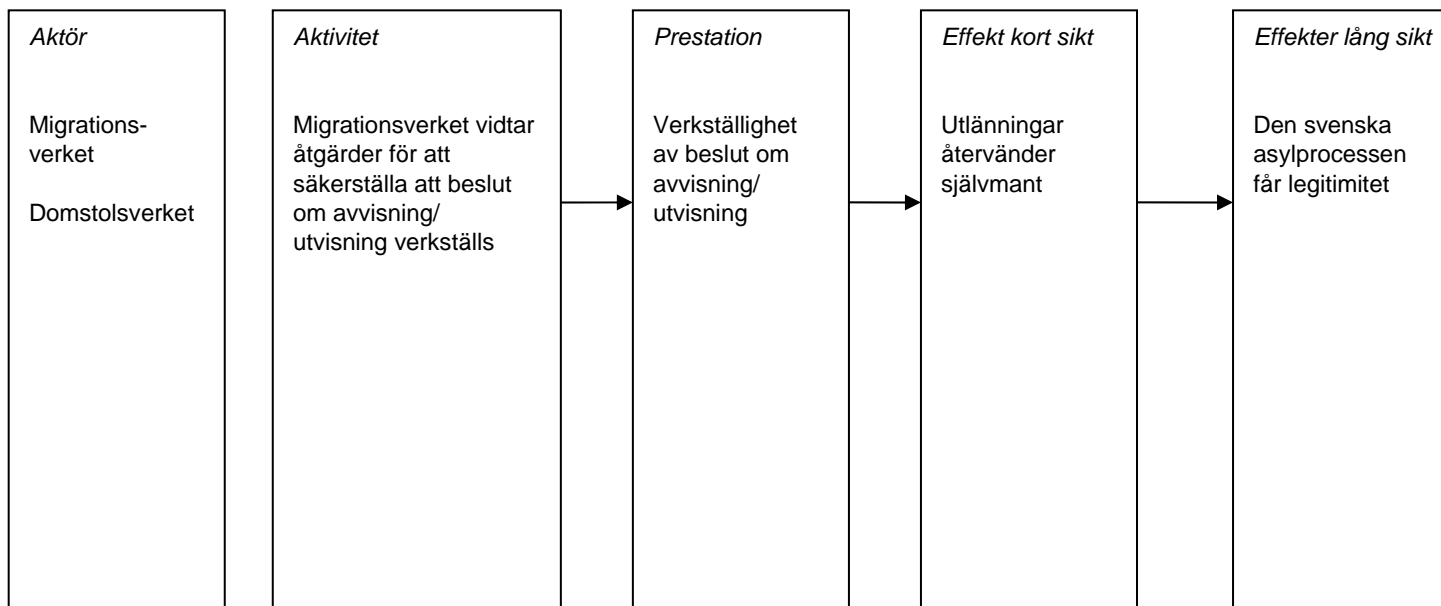 Aktör
Migrations-
verket
Domstolsverket
Aktivitet
Migrationsverket vidtar
åtgärder för att
säkerställa att beslut
om avvisning/
utvisning verkställs
Prestation
Verkställighet
av beslut om
avvisning/
utvisning
Effekt kort sikt
Utlänningar
återvänder
självmant
Effekter lång sikt
Den svenska
asylprocessen
får legitimitet